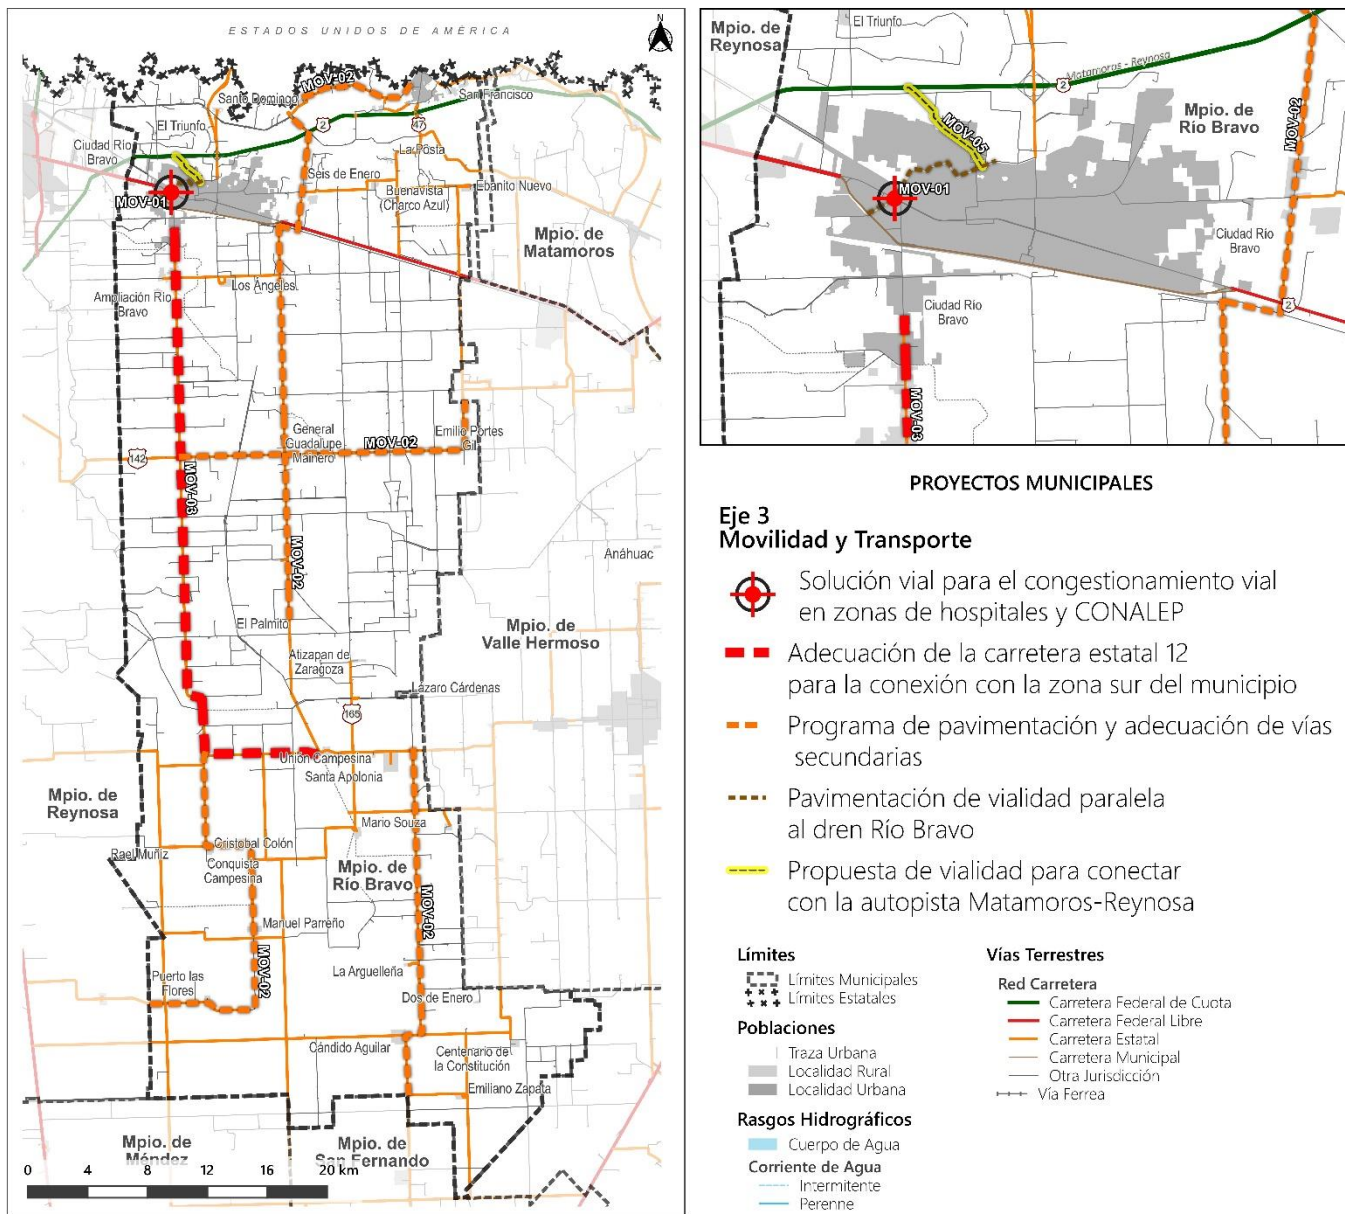 ESTADOS UNIDOS DE AMÉRICA
N
MOV-02
Santo Domingo
San Francisco
El Triunfo
2
47
Ciudad Río
Bravo
La Posta
Seis de Enero
MOV-01
Buenavista
(Charco Azul)
Ebanito Nuevo
Mpio. de
Matamoros
Los Ángeles
Ampliación Río
Bravo
General
Guadalupe
Mainero
MOV-02
Emilio Portes
Gil
142
MOV-03
MOV-02
Anáhuac
El Palmito
Mpio. de
Valle Hermoso
Atizapan de
Zaragoza
Lázaro Cárdenas
165
Unión Campesina
Santa Apolonia
Mpio. de
Reynosa
Mario Souza
Cristobal Colón
Rael Muñiz
Conquista
Campesina
Mpio. de
Río Bravo
MOV-02
Manuel Parreño
MOV-02
La Arguelleña
Puerto las
Flores
Dos de Enero
Cándido Aguilar
Centenario de
la Constitución
Emiliano Zapata
Mpio. de
Méndez
Mpio. de
San Fernando
0 4 8 12 16 20 km
Mpio. de
Reynosa
El Triunfo
Matamoros - Reynosa
2
Mpio. de
Río Bravo
MOV-02
MOV-05
MOV-01
Ciudad Río
Bravo
2
Ciudad Río
Bravo
MOV-03
PROYECTOS MUNICIPALES
Eje 3
Movilidad y Transporte
Solución vial para el congestionamiento vial
en zonas de hospitales y CONALEP
Adecuación de la carretera estatal 12
para la conexión con la zona sur del municipio
Programa de pavimentación y adecuación de vías
secundarias
Pavimentación de vialidad paralela
al dren Río Bravo
Propuesta de vialidad para conectar
con la autopista Matamoros-Reynosa
Límites
Límites Municipales
Límites Estatales
Poblaciones
Traza Urbana
Localidad Rural
Localidad Urbana
Rasgos Hidrográficos
Cuerpo de Agua
Corriente de Agua
Intermitente
Perenne
Vías Terrestres
Red Carretera
Carretera Federal de Cuota
Carretera Federal Libre
Carretera Estatal
Carretera Municipal
Otra Jurisdicción
Vía Ferrea